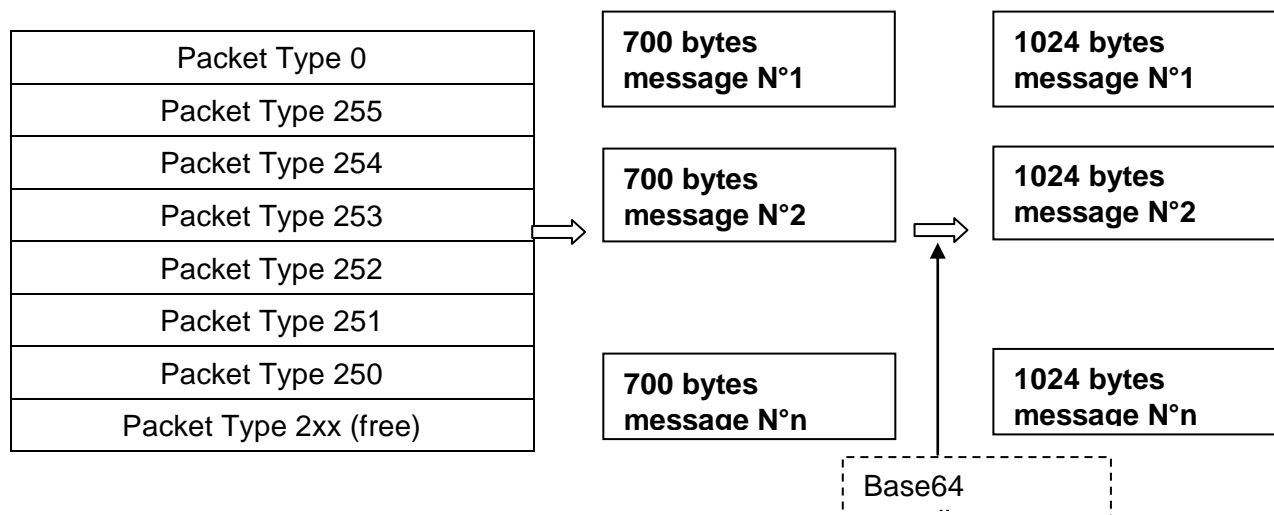 Packet Type 0
Packet Type 255
Packet Type 254
Packet Type 253
Packet Type 252
Packet Type 251
Packet Type 250
Packet Type 2xx (free)
700 bytes
message N°1
700 bytes
message N°2
700 bytes
message N°n
1024 bytes
message N°1
1024 bytes
message N°2
1024 bytes
message N°n
Base64